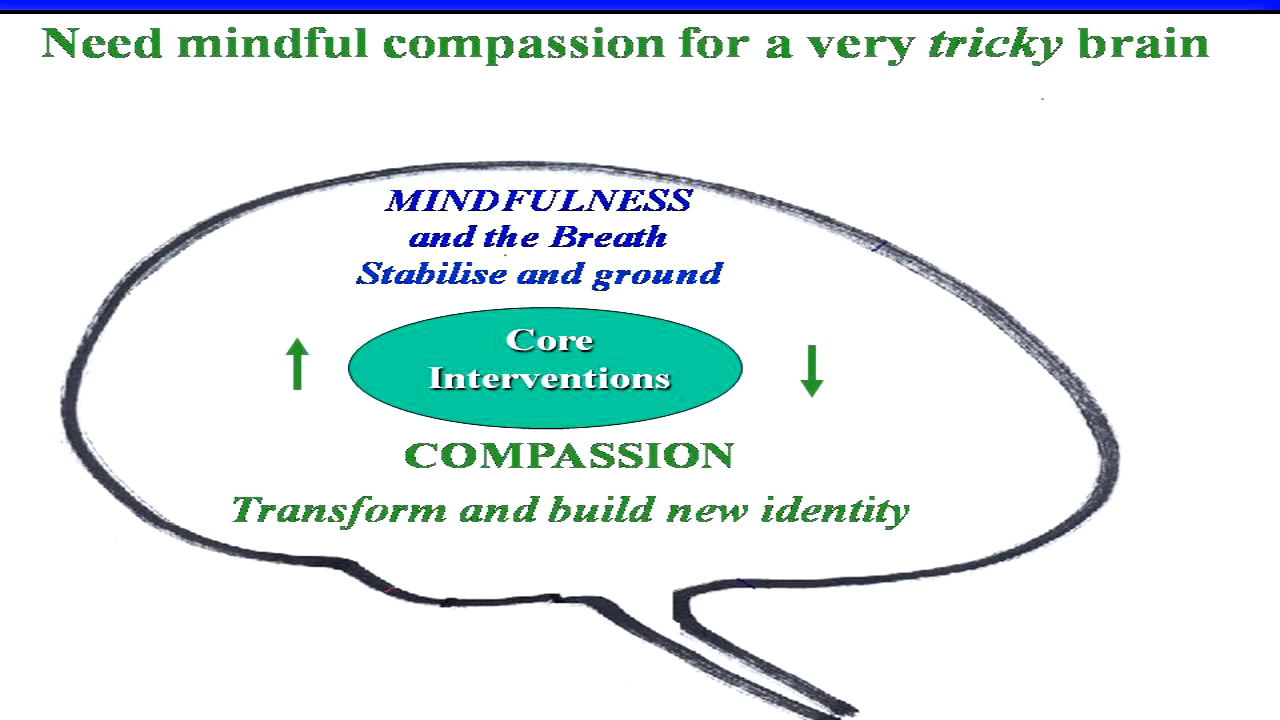 Need mindful compassion for a very tricky brain
MINDFULNESS
and the Breath
Stabilise and ground
Core
Interventions
COMPASSION
Transform and build new identity